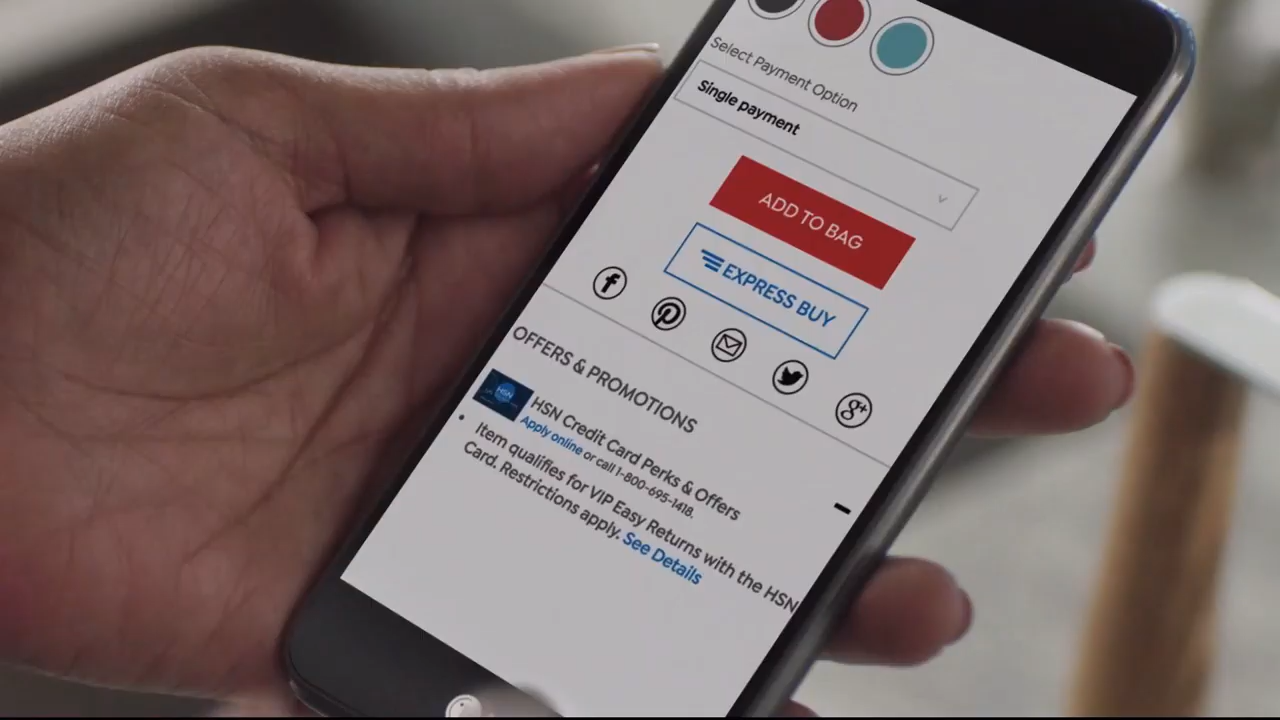 Select Payment Option
Single payment
ADD TO BAG
EXPRESS BUY
OFFERS & PROMOTIONS
HSN
HSN Credit Card Perks & Offers
Apply online or call 1-800-695-1418.
Item qualifies for VIP Easy Returns with the HSN
Card. Restrictions apply. See Details